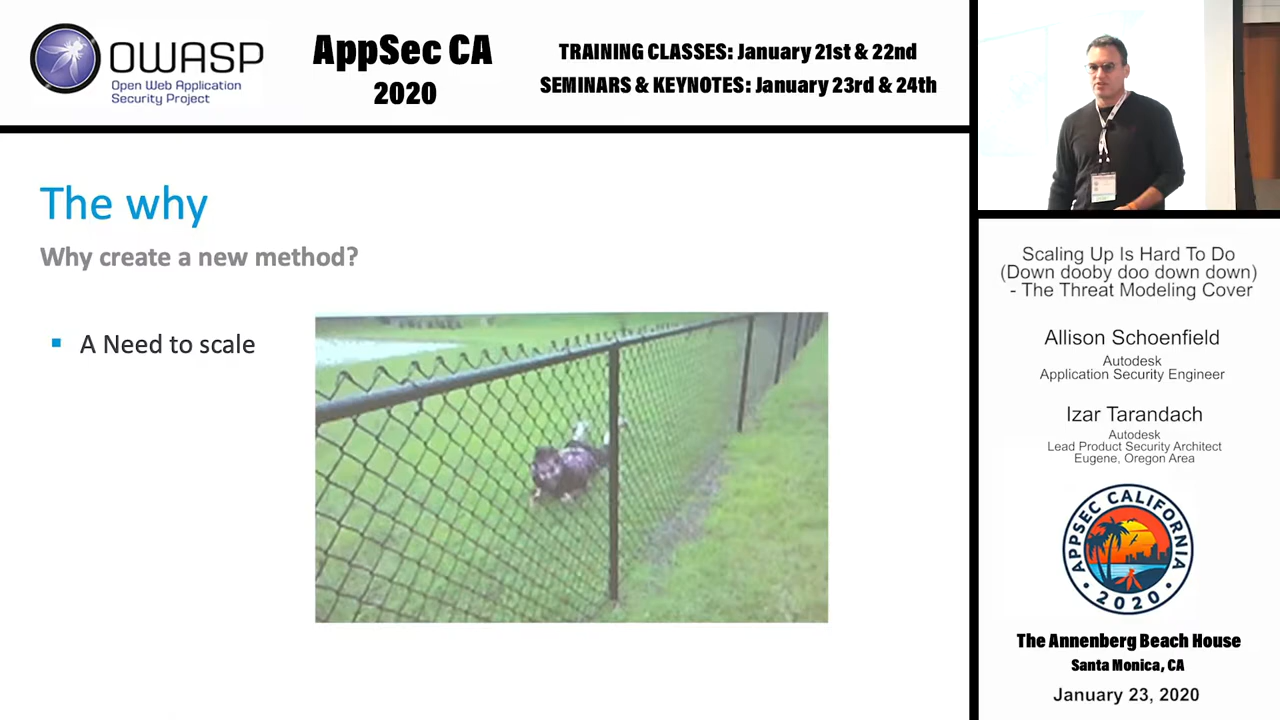 OWASP
Open Web Application
Security Project
AppSec CA
2020
TRAINING CLASSES: January 21st & 22nd
SEMINARS & KEYNOTES: January 23rd & 24th
The why
Why create a new method?
A Need to scale
Scaling Up Is Hard To Do
(Down dooby doo down down)
- The Threat Modeling Cover
Allison Schoenfield
Autodesk
Application Security Engineer
Izar Tarandach
Autodesk
Lead Product Security Architect
Eugene, Oregon Area
APPSEC CALIFORNIA
• 2020 •
The Annenberg Beach House
Santa Monica, CA
January 23, 2020